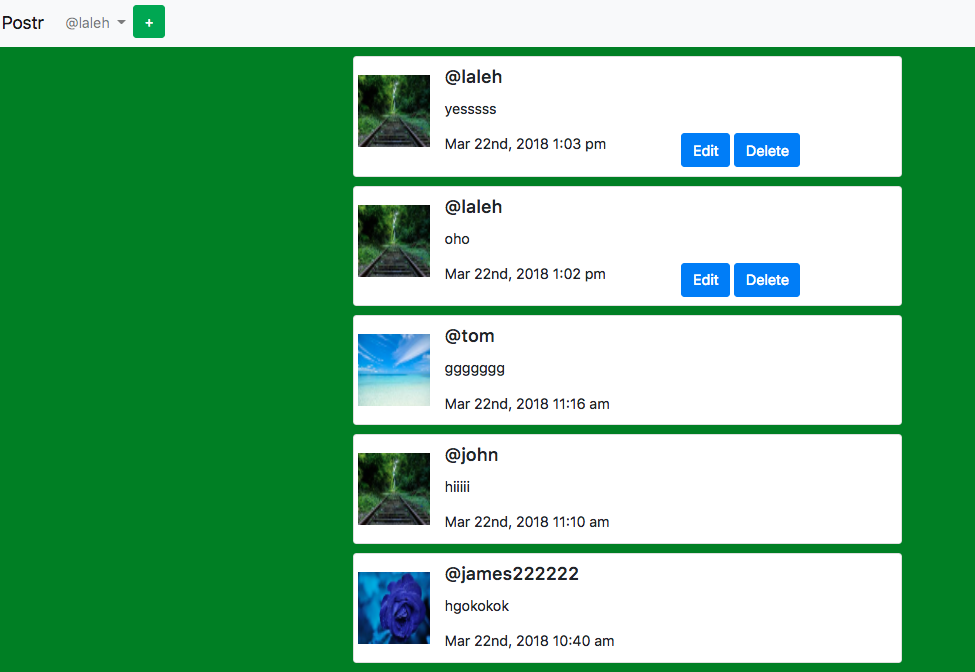 Postr @laleh +
@laleh
yesssss
Mar 22nd, 2018 1:03 pm Edit Delete
@laleh
oho
Mar 22nd, 2018 1:02 pm Edit Delete
@tom
ggggggg
Mar 22nd, 2018 11:16 am
@john
hiiiii
Mar 22nd, 2018 11:10 am
@james222222
hgokokok
Mar 22nd, 2018 10:40 am